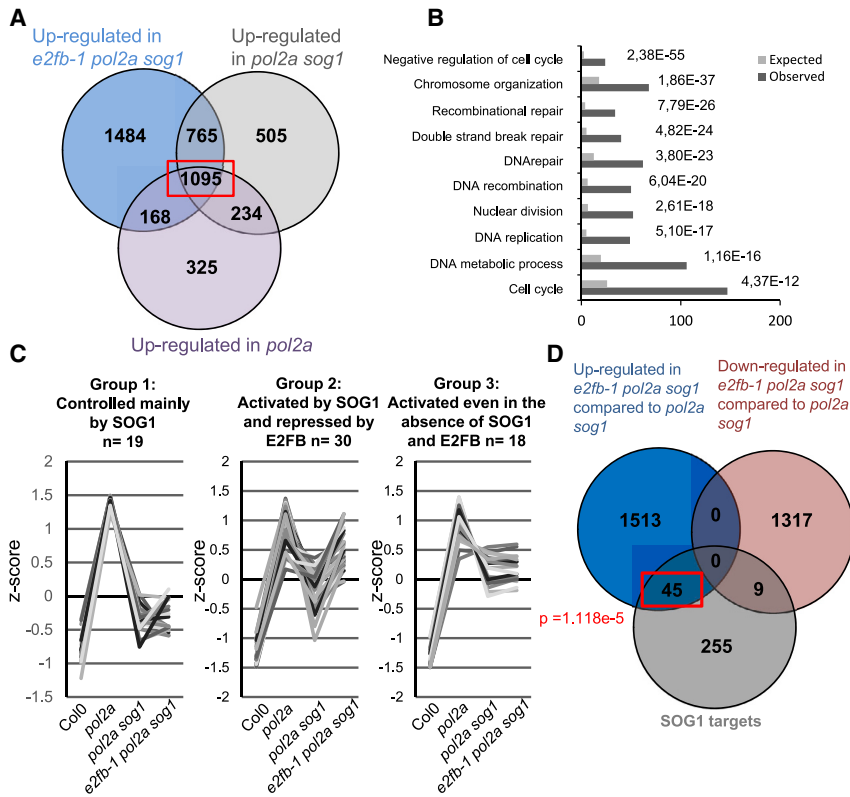 A
Up-regulated in
e2fb-1 pol2a sog1
Up-regulated
in pol2a sog1
1484
765
505
1095
168
234
325
Up-regulated in pol2a
B
Negative regulation of cell cycle
2,38E-55
Chromosome organization
1,86E-37
Recombinational repair
7,79E-26
Double strand break repair
4,82E-24
DNArepair
3,80E-23
DNA recombination
6,04E-20
Nuclear division
2,61E-18
DNA replication
5,10E-17
DNA metabolic process
1,16E-16
Cell cycle
4,37E-12
Expected
Observed
0
100
200
C
Group 1:
Controlled mainly
by SOG1
n= 19
z-score
2
1.5
1
0.5
0
-0.5
-1
-1.5
Col0
pol2a
pol2a sog1
e2fb-1 pol2a sog1
Group 2:
Activated by SOG1
and repressed by
E2FB n= 30
z-score
2
1.5
1
0.5
0
-0.5
-1
-1.5
-2
Col0
pol2a
pol2a sog1
e2fb-1 pol2a sog1
Group 3:
Activated even in the
absence of SOG1
and E2FB n= 18
z-score
2
1.5
1
0.5
0
-0.5
-1
-1.5
-2
Col0
pol2a
pol2a sog1
e2fb-1 pol2a sog1
D
Up-regulated in
e2fb-1 pol2a sog1
compared to pol2a
sog1
Down-regulated in
e2fb-1 pol2a sog1
compared to pol2a
sog1
1513
0
1317
0
45
9
p =1.118e-5
255
SOG1 targets